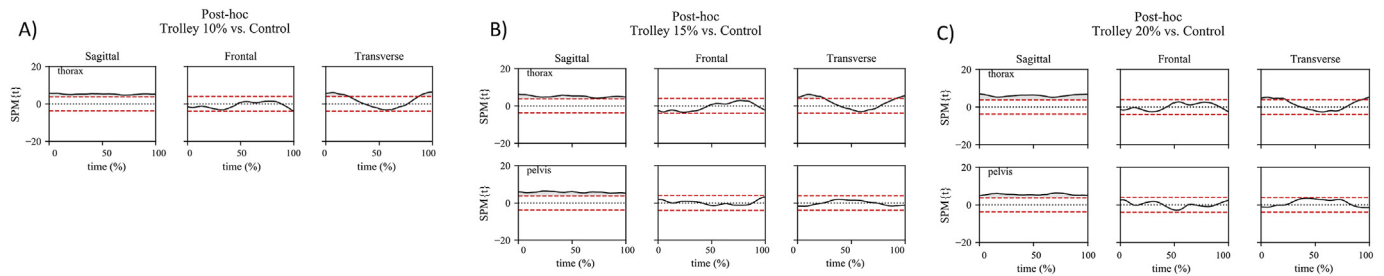 A)
Post-hoc
Trolley 10% vs. Control
Sagittal Frontal Transverse
thorax
SPM{t}
20
0
−20
0 50 100 0 50 100 0 50 100
time (%) time (%) time (%)
B)
Post-hoc
Trolley 15% vs. Control
Sagittal Frontal Transverse
thorax
SPM{t}
20
0
−20
pelvis
SPM{t}
20
0
−20
0 50 100 0 50 100 0 50 100
time (%) time (%) time (%)
C)
Post-hoc
Trolley 20% vs. Control
Sagittal Frontal Transverse
thorax
SPM{t}
20
0
−20
pelvis
SPM{t}
20
0
−20
0 50 100 0 50 100 0 50 100
time (%) time (%) time (%)